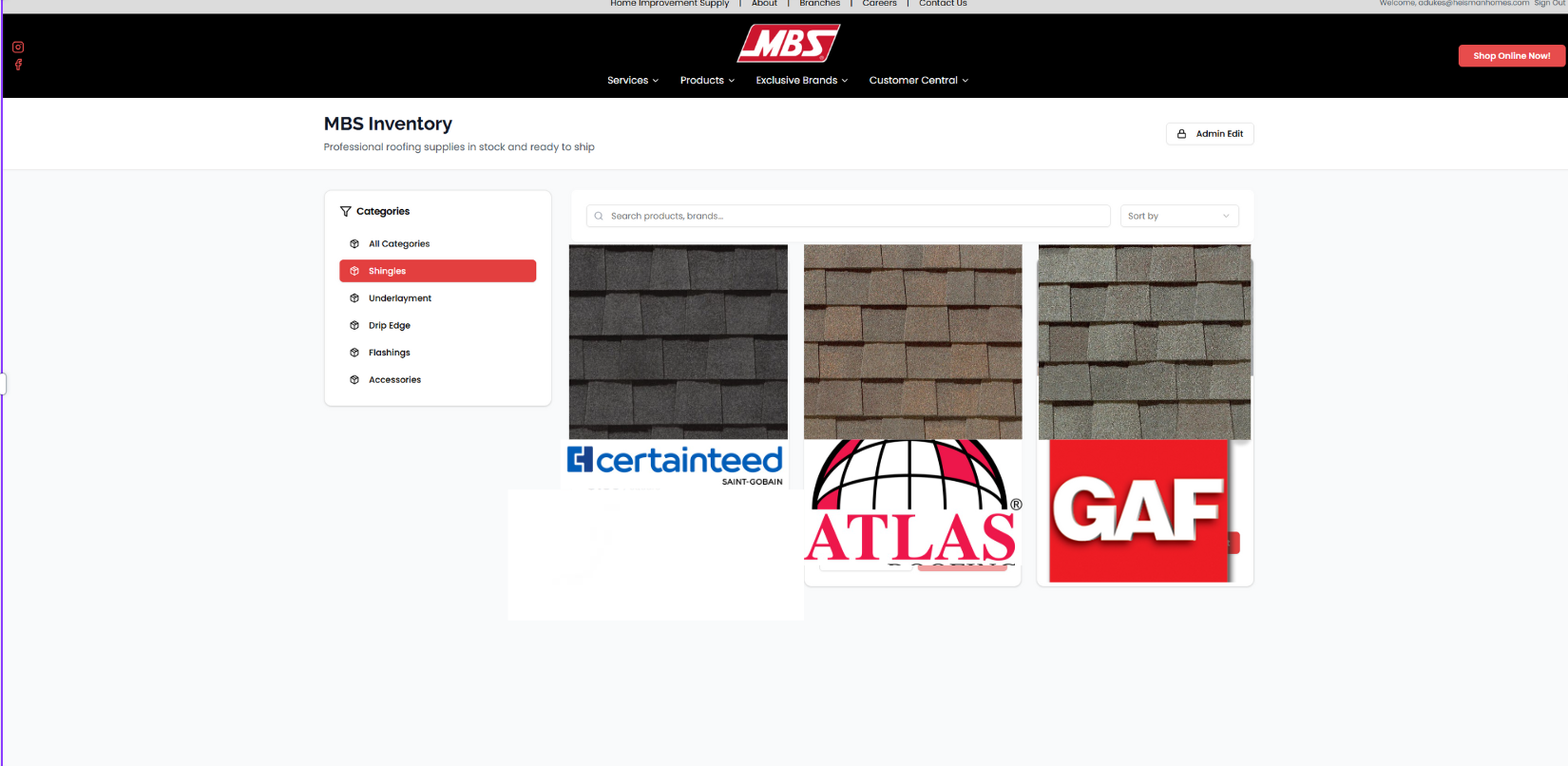 Home Improvement Supply | About | Branches | Careers | Contact Us
Welcome, adukes@heismanhomes.com Sign Out
MBS®
Shop Online Now!
Services Products Exclusive Brands Customer Central
MBS Inventory
Professional roofing supplies in stock and ready to ship
Admin Edit
Categories
All Categories
Shingles
Underlayment
Drip Edge
Flashings
Accessories
Search products, brands...
Sort by
certainteed
SAINT-GOBAIN
ATLAS®
GAF